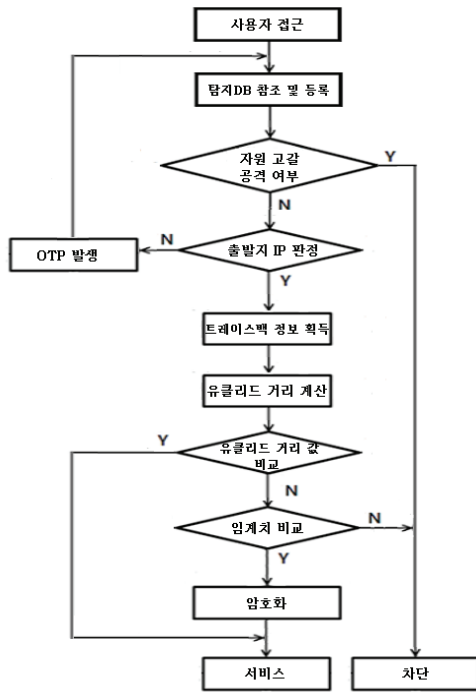 사용자 접근
탐지DB 참조 및 등록
자원 고갈
공격 여부
Y
N
출발지 IP 판정
N
OTP 발생
Y
트레이스백 정보 획득
유클리드 거리 계산
유클리드 거리 값
비교
Y
N
임계치 비교
N
Y
암호화
서비스
차단